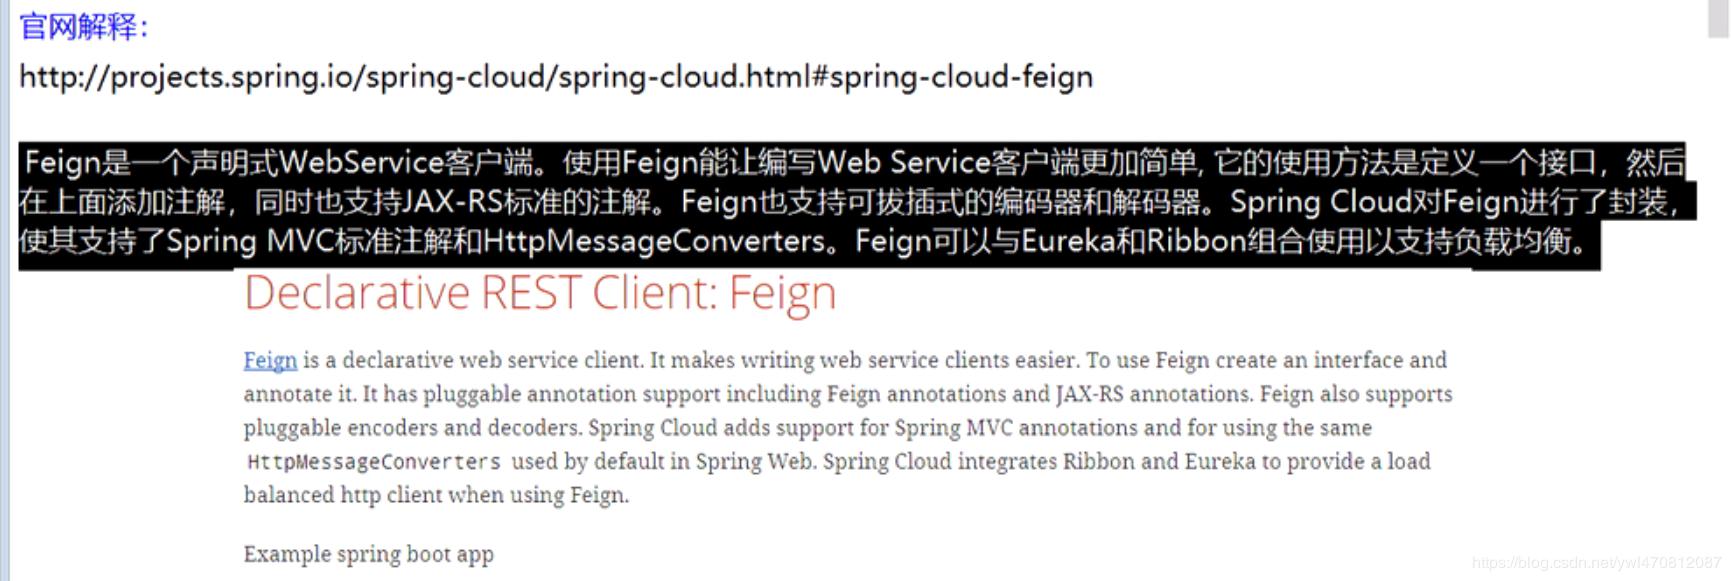 官网解释：
http://projects.spring.io/spring-cloud/spring-cloud.html#spring-cloud-feign
Feign是一个声明式WebService客户端。使用Feign能让编写Web Service客户端更加简单, 它的使用方法是定义一个接口，然后
在上面添加注解，同时也支持JAX-RS标准的注解。Feign也支持可拔插式的编码器和解码器。Spring Cloud对Feign进行了封装，
使其支持了Spring MVC标准注解和HttpMessageConverters。Feign可以与Eureka和Ribbon组合使用以支持负载均衡。
Declarative REST Client: Feign
Feign is a declarative web service client. It makes writing web service clients easier. To use Feign create an interface and
annotate it. It has pluggable annotation support including Feign annotations and JAX-RS annotations. Feign also supports
pluggable encoders and decoders. Spring Cloud adds support for Spring MVC annotations and for using the same
HttpMessageConverters used by default in Spring Web. Spring Cloud integrates Ribbon and Eureka to provide a load
balanced http client when using Feign.
Example spring boot app
https://blog.csdn.net/ywl470812087